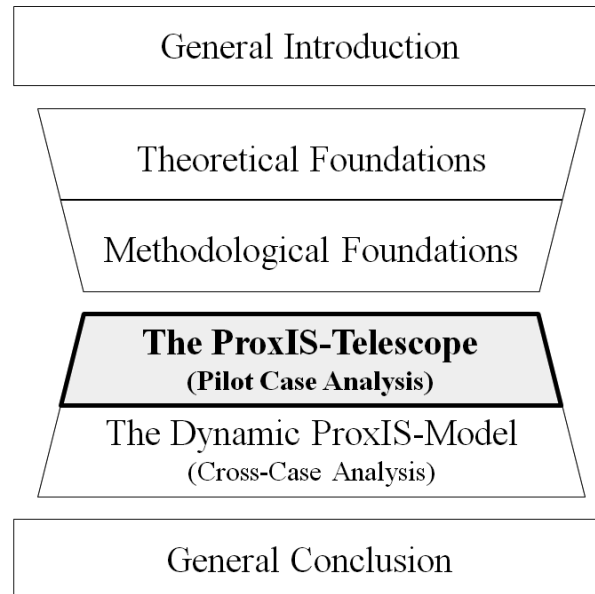 General Introduction
Theoretical Foundations
Methodological Foundations
The ProxIS-Telescope
(Pilot Case Analysis)
The Dynamic ProxIS-Model
(Cross-Case Analysis)
General Conclusion